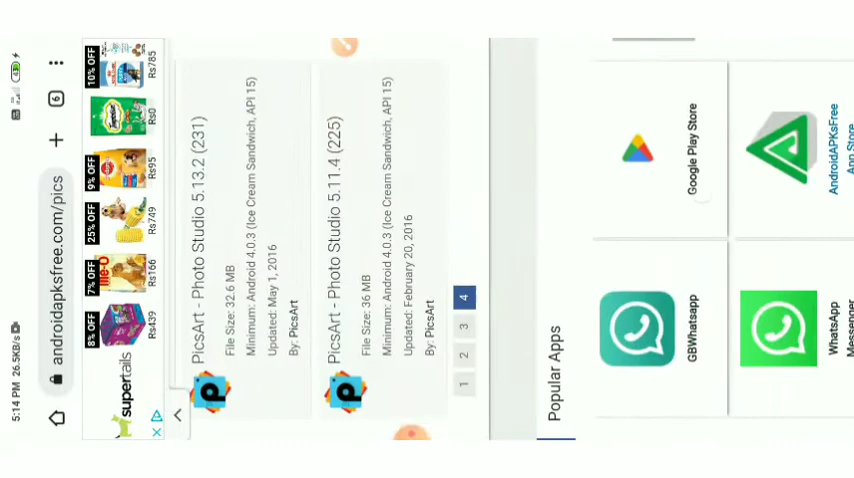 5:14 PM 26.5KB/s
43
androidapksfree.com/pics
6
supertails
8% OFF
Rs439
7% OFF
Rs166
25% OFF
Rs749
9% OFF
Rs95
Rs0
10% OFF
Rs785
PicsArt - Photo Studio 5.13.2 (231)
File Size: 32.6 MB
Minimum: Android 4.0.3 (Ice Cream Sandwich, API 15)
Updated: May 1, 2016
By: PicsArt
PicsArt - Photo Studio 5.11.4 (225)
File Size: 36 MB
Minimum: Android 4.0.3 (Ice Cream Sandwich, API 15)
Updated: February 20, 2016
By: PicsArt
1 2 3 4
Popular Apps
GBWhatsapp
Google Play Store
WhatsApp
Messenger
AndroidAPKsFree
App Store